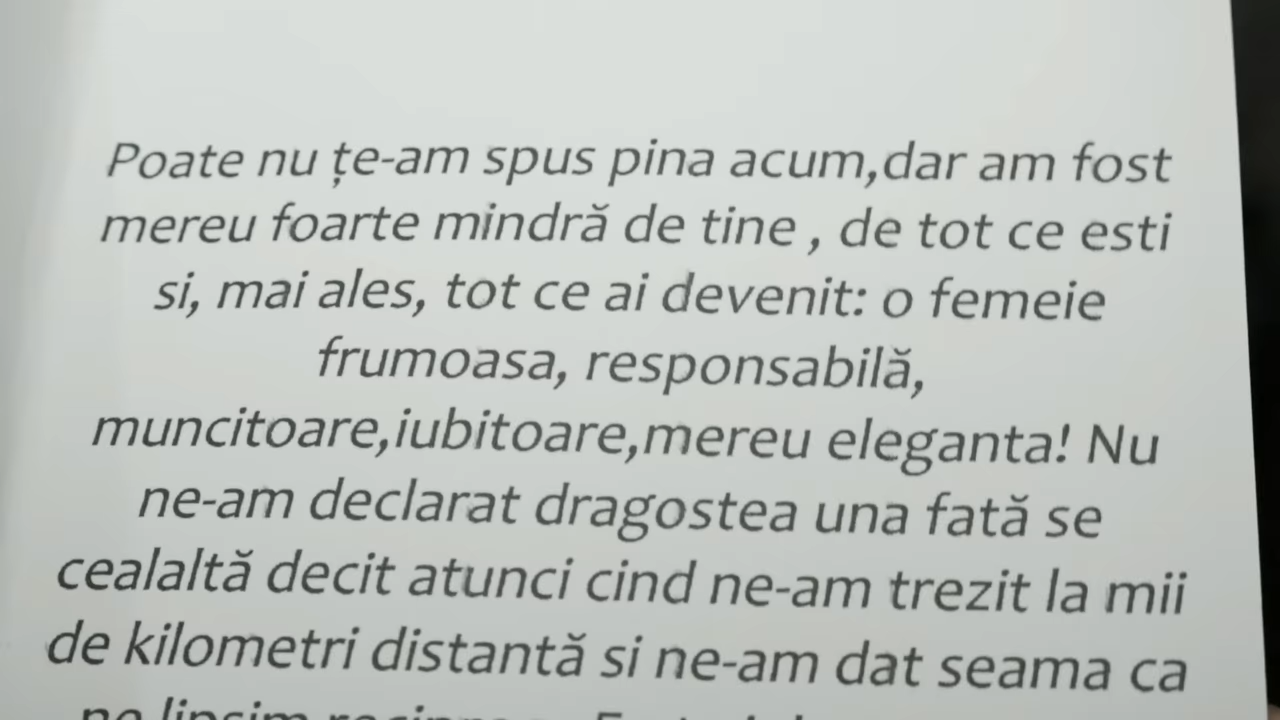 Poate nu țe-am spus pina acum,dar am fost
mereu foarte mindră de tine , de tot ce esti
si, mai ales, tot ce ai devenit: o femeie
frumoasa, responsabilă,
muncitoare,iubitoare,mereu eleganta! Nu
ne-am declarat dragostea una fată se
cealaltă decit atunci cind ne-am trezit la mii
de kilometri distantă si ne-am dat seama ca
ne lipsim